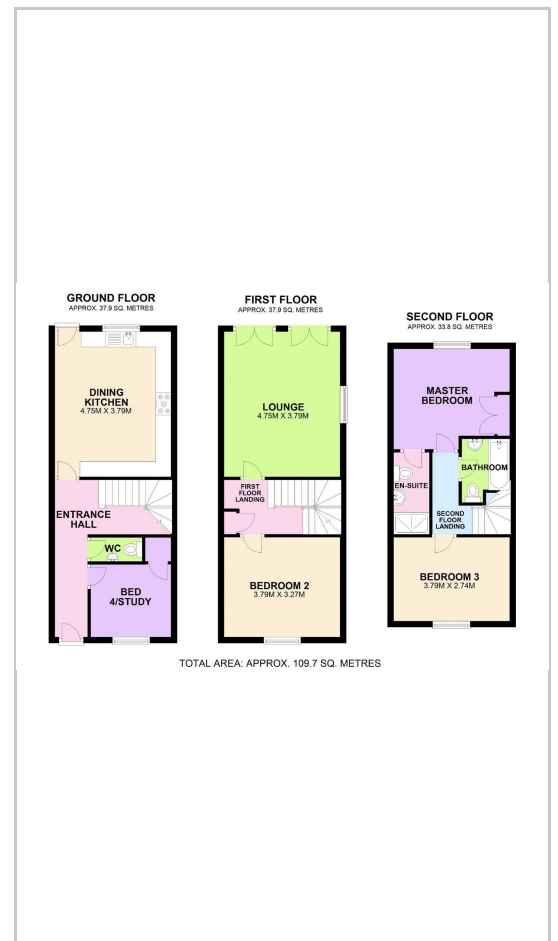 GROUND FLOOR
APPROX. 37.9 SQ. METRES
DINING
KITCHEN
4.75M X 3.79M
ENTRANCE
HALL
WC
BED
4/STUDY
FIRST FLOOR
APPROX. 37.9 SQ. METRES
LOUNGE
4.75M X 3.79M
FIRST
FLOOR
LANDING
BEDROOM 2
3.79M X 3.27M
SECOND FLOOR
APPROX. 33.8 SQ. METRES
MASTER
BEDROOM
BATHROOM
EN-SUITE
SECOND
FLOOR
LANDING
BEDROOM 3
3.79M X 2.74M
TOTAL AREA: APPROX. 109.7 SQ. METRES